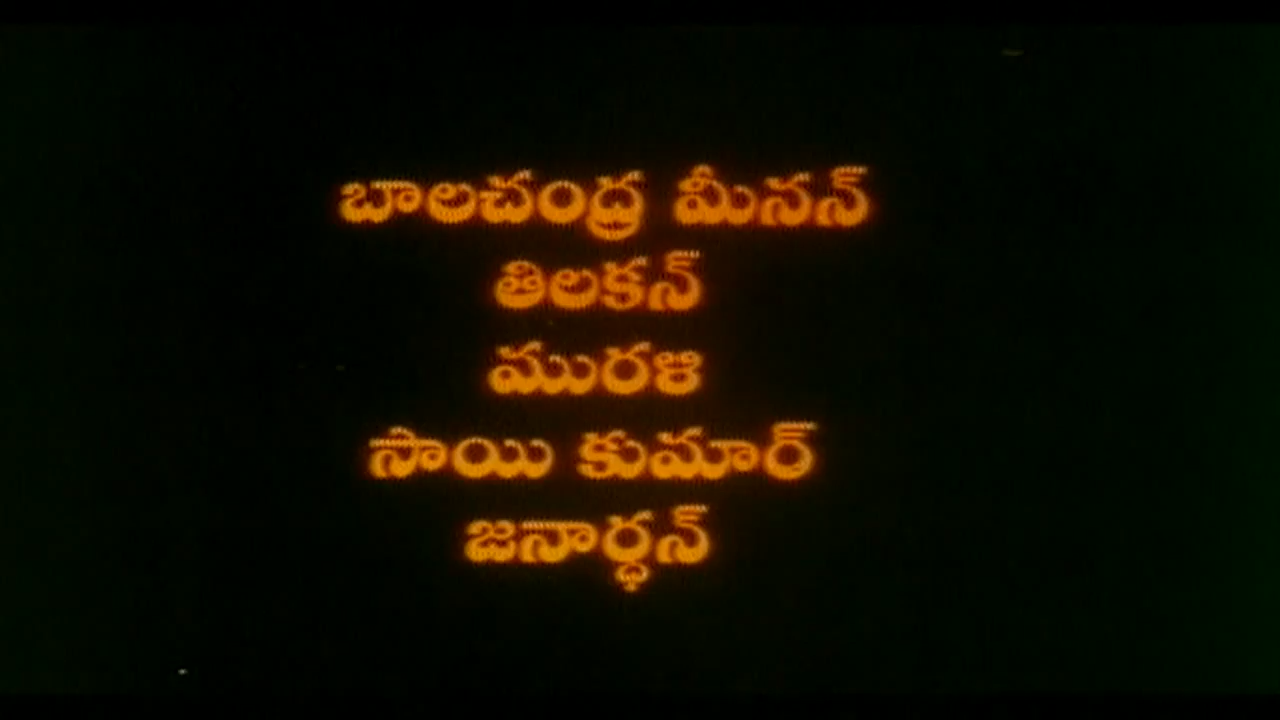 బాలచంద్ర మీనన్
తిలకన్
మురళి
సాయి కుమార్
జనార్ధన్